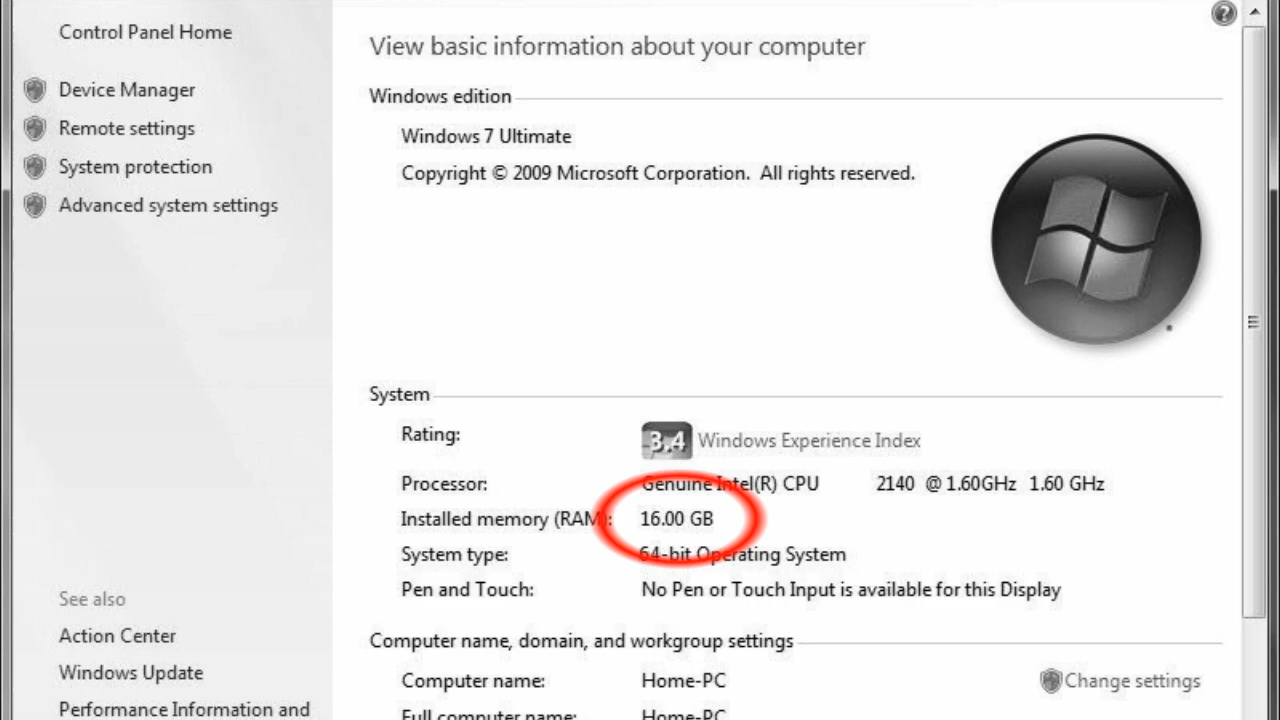 Control Panel Home
Device Manager
Remote settings
System protection
Advanced system settings
See also
Action Center
Windows Update
Performance Information and
View basic information about your computer
Windows edition
Windows 7 Ultimate
Copyright © 2009 Microsoft Corporation.  All rights reserved.
System
Rating:
3,4 Windows Experience Index
Processor: Genuine Intel(R) CPU 2140 @ 1.60GHz 1.60 GHz
Installed memory (RAM): 16.00 GB
System type: 64-bit Operating System
Pen and Touch: No Pen or Touch Input is available for this Display
Computer name, domain, and workgroup settings
Computer name: Home-PC
Change settings
Full computer name: Home-PC